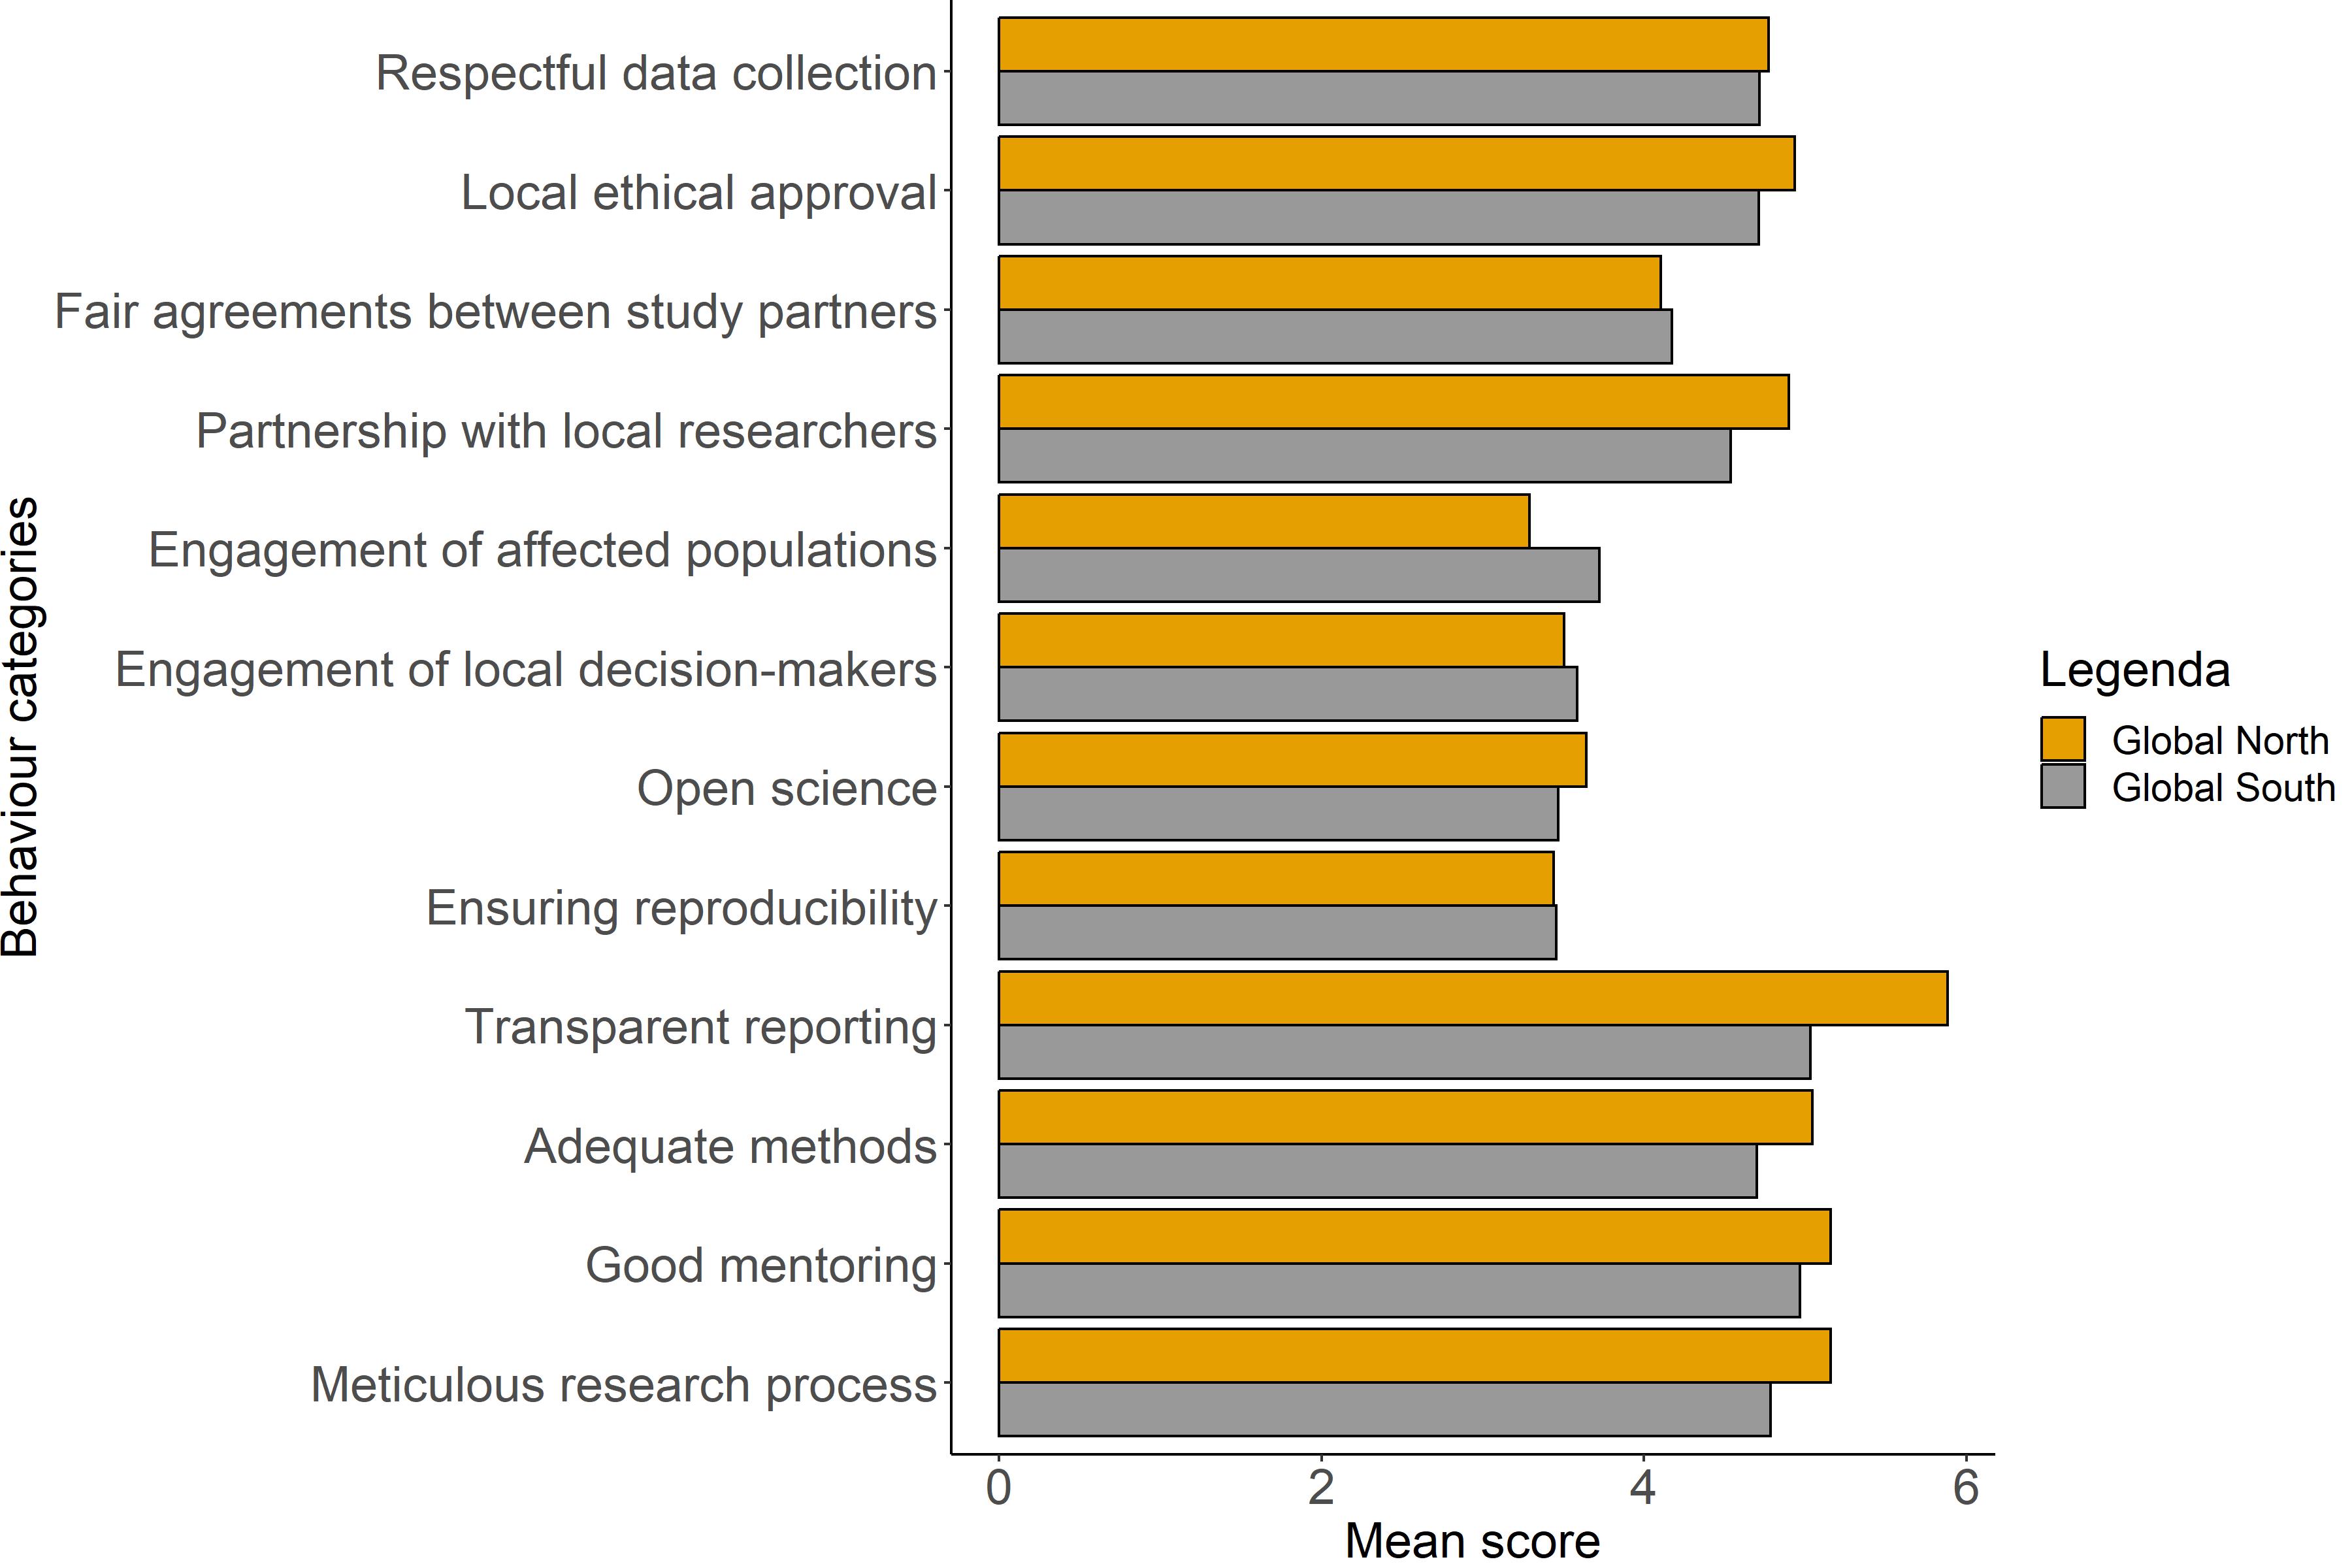 Respectful data collection
Local ethical approval
Fair agreements between study partners
Partnership with local researchers
Engagement of affected populations
Engagement of local decision-makers
Open science
Ensuring reproducibility
Transparent reporting
Adequate methods
Good mentoring
Meticulous research process
Behaviour categories
0 2 4 6
Mean score
Legenda
Global North
Global South